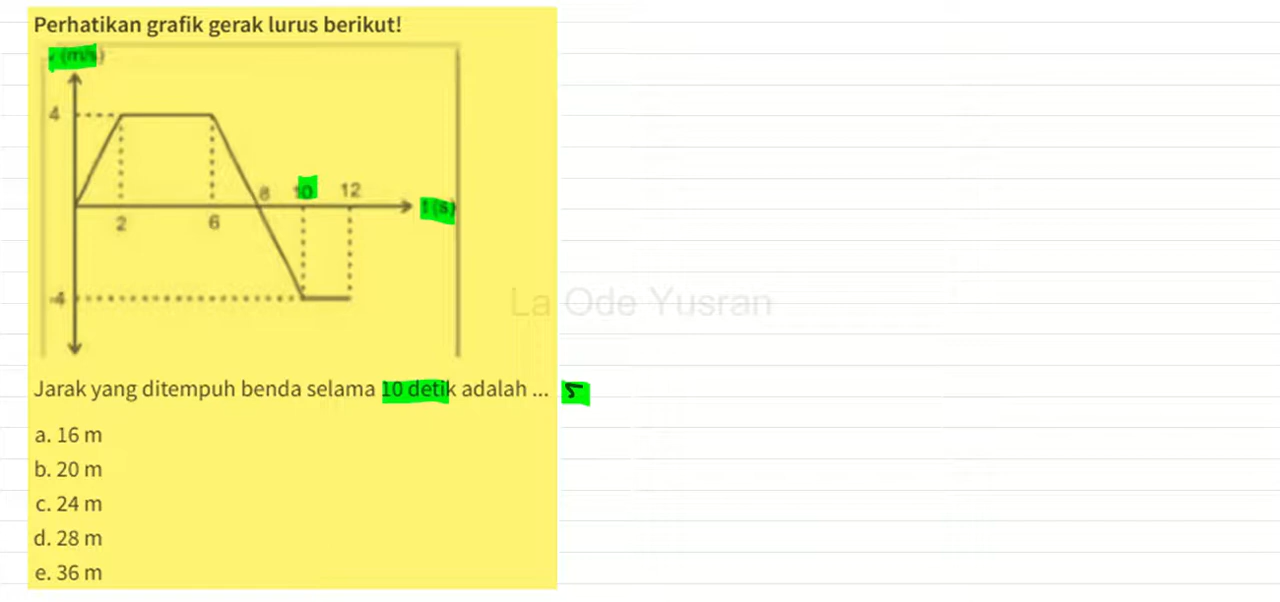 Perhatikan grafik gerak lurus berikut!
v (m/s)
4
8 10 12
t (s)
2 6
-4
La Ode Yusran
Jarak yang ditempuh benda selama 10 detik adalah ... 5
a. 16 m
b. 20 m
c. 24 m
d. 28 m
e. 36 m